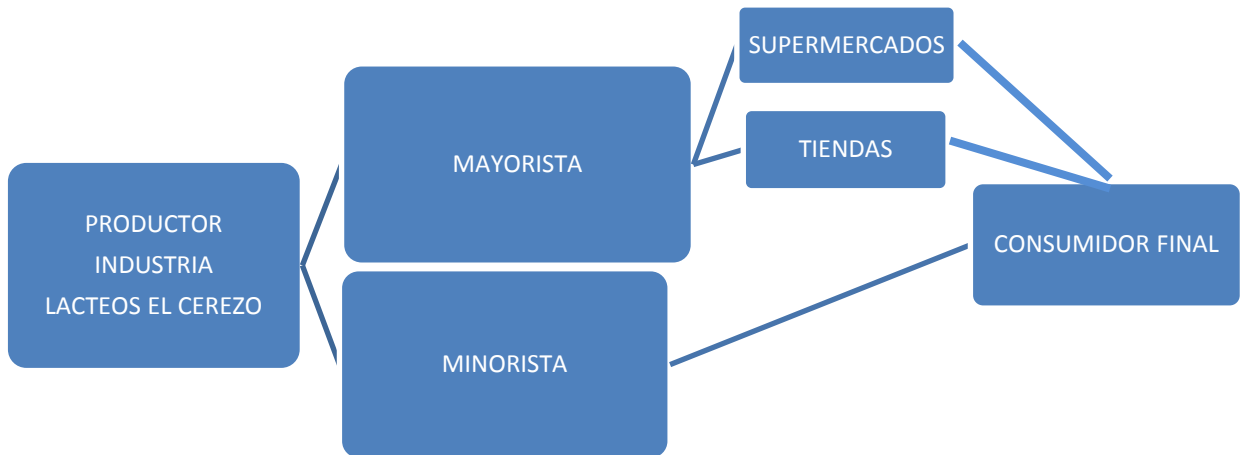 PRODUCTOR
INDUSTRIA
LACTEOS EL CEREZO
MAYORISTA
MINORISTA
SUPERMERCADOS
TIENDAS
CONSUMIDOR FINAL